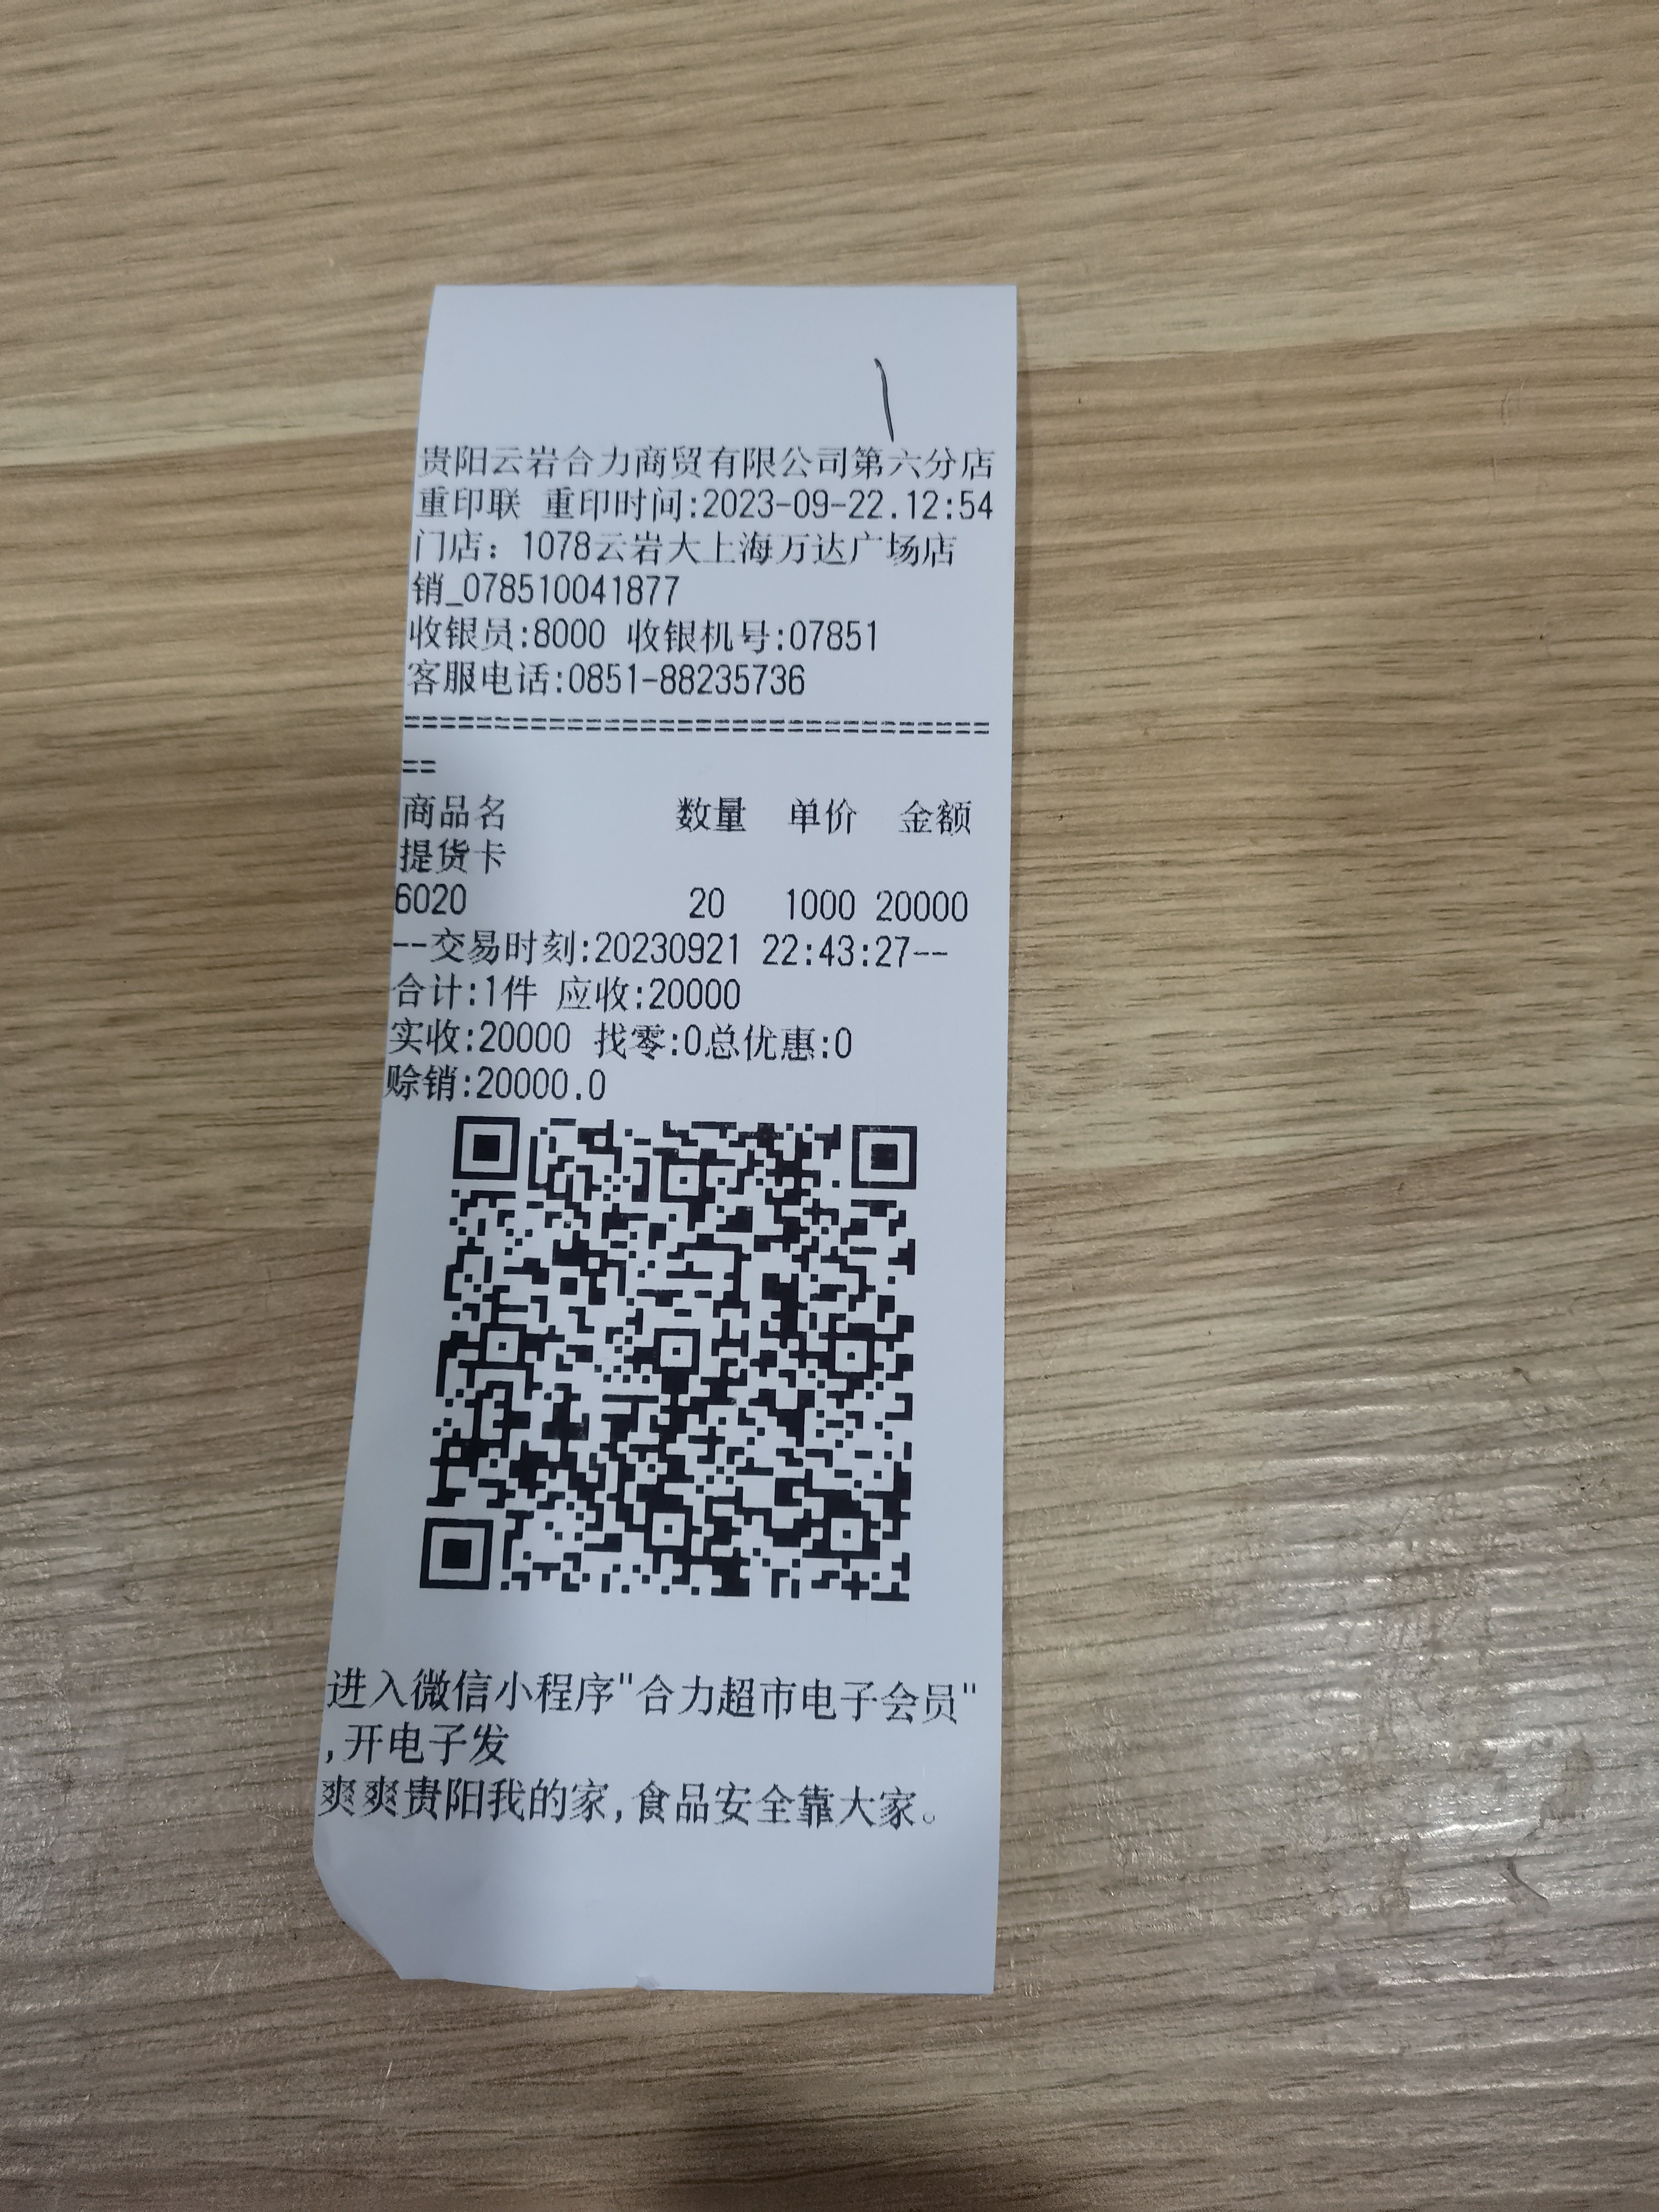 贵阳云岩合力商贸有限公司第六分店
重印联 重印时间:2023-09-22.12:54
门店：1078云岩大上海万达广场店
销_078510041877
收银员:8000 收银机号:07851
客服电话:0851-88235736
================================
==
商品名 数量 单价 金额
提货卡
6020 20 1000 20000
--交易时刻:20230921 22:43:27--
合计:1件 应收:20000
实收:20000 找零:0总优惠:0
赊销:20000.0
进入微信小程序"合力超市电子会员"
,开电子发
爽爽贵阳我的家,食品安全靠大家。